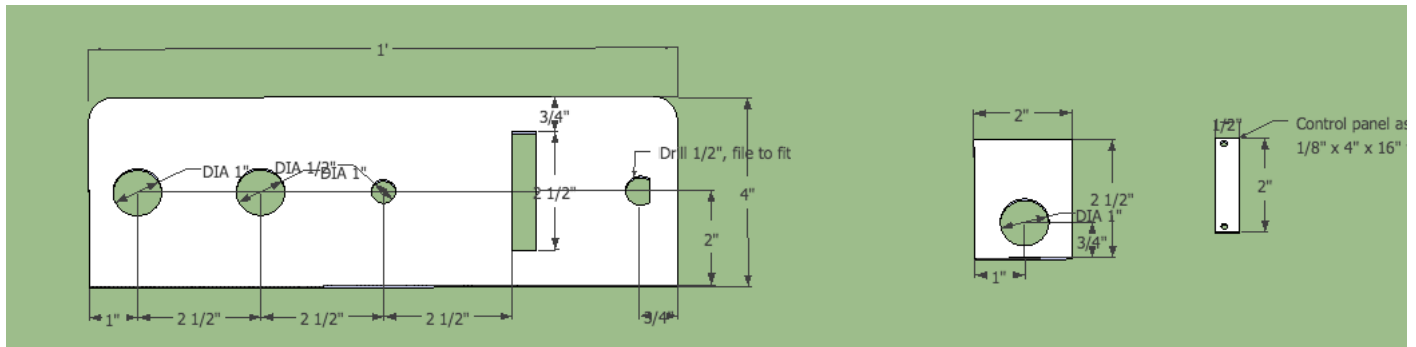 1'
3/4"
DIA 1"
DIA 1/2"
DIA 1"
Drill 1/2", file to fit
2 1/2"
4"
2"
1"
2 1/2"
2 1/2"
2 1/2"
3/4"
2"
2 1/2"
DIA 1"
3/4"
1"
1/2"
Control panel as
1/8" x 4" x 16"
2"